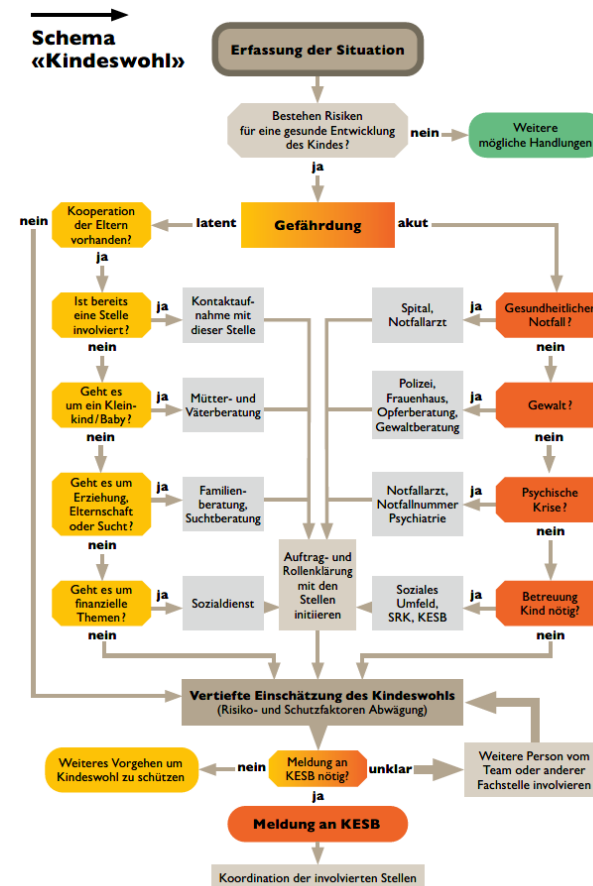 Schema
«Kindeswohl»
Erfassung der Situation
Bestehen Risiken
für eine gesunde Entwicklung
des Kindes?
nein
Weitere
mögliche Handlungen
ja
nein
Kooperation
der Eltern
vorhanden?
latent
Gefährdung
akut
ja
Ist bereits
eine Stelle
involviert?
ja
Kontaktauf-
nahme mit
dieser Stelle
Spital,
Notfallarzt
ja
Gesundheitlicher
Notfall?
nein
nein
Geht es
um ein Klein-
kind/Baby?
ja
Mütter- und
Väterberatung
Polizei,
Frauenhaus,
Opferberatung,
Gewaltberatung
ja
Gewalt?
nein
nein
Geht es um
Erziehung,
Elternschaft
oder Sucht?
ja
Familien-
beratung,
Suchtberatung
Notfallarzt,
Notfallnummer
Psychiatrie
ja
Psychische
Krise?
nein
nein
Geht es um
finanzielle
Themen?
ja
Sozialdienst
Auftrag- und
Rollenklärung
mit den
Stellen
initiieren
Soziales
Umfeld,
SRK, KESB
ja
Betreuung
Kind nötig?
nein
nein
Vertiefte Einschätzung des Kindeswohls
(Risiko- und Schutzfaktoren Abwägung)
Weiteres Vorgehen um
Kindeswohl zu schützen
nein
Meldung an
KESB nötig?
unklar
Weitere Person vom
Team oder anderer
Fachstelle involvieren
ja
Meldung an KESB
Koordination der involvierten Stellen